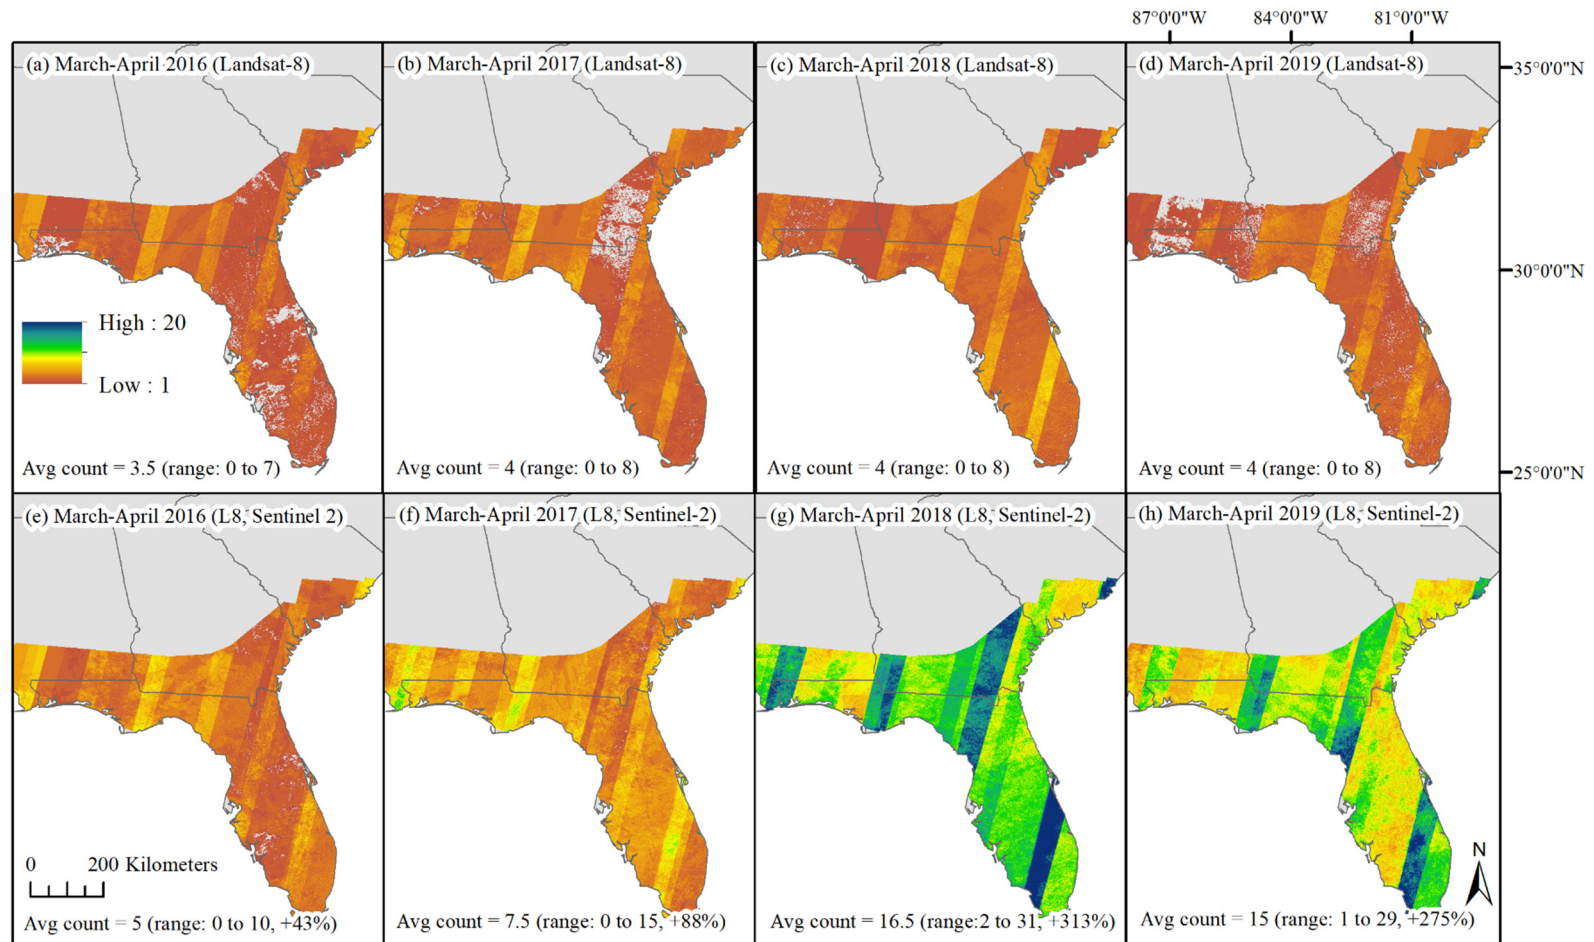 87°0'0"W 84°0'0"W 81°0'0"W
(a) March-April 2016 (Landsat-8)
(b) March-April 2017 (Landsat-8)
(c) March-April 2018 (Landsat-8)
(d) March-April 2019 (Landsat-8)
35°0'0"N
30°0'0"N
High : 20
Low : 1
Avg count = 3.5 (range: 0 to 7)
Avg count = 4 (range: 0 to 8)
Avg count = 4 (range: 0 to 8)
Avg count = 4 (range: 0 to 8)
25°0'0"N
(e) March-April 2016 (L8, Sentinel 2)
(f) March-April 2017 (L8, Sentinel-2)
(g) March-April 2018 (L8, Sentinel-2)
(h) March-April 2019 (L8, Sentinel-2)
0 200 Kilometers
N
Avg count = 5 (range: 0 to 10, +43%)
Avg count = 7.5 (range: 0 to 15, +88%)
Avg count = 16.5 (range:2 to 31, +313%)
Avg count = 15 (range: 1 to 29, +275%)